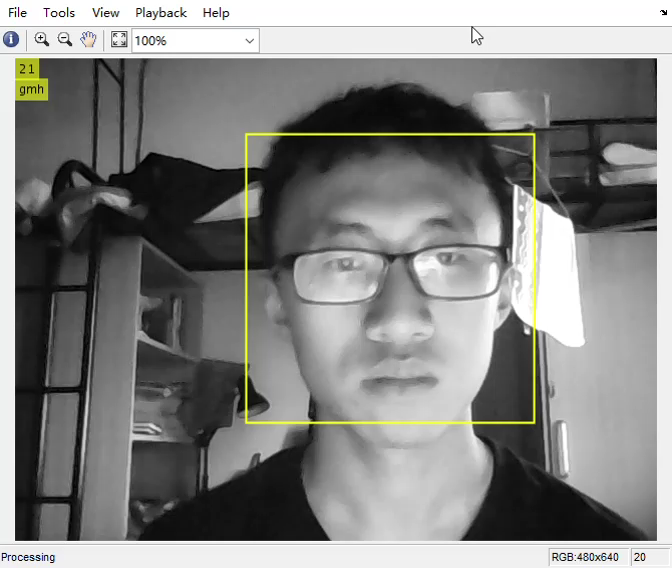 File Tools View Playback Help
100%
21
gmh
Processing RGB:480x640 20